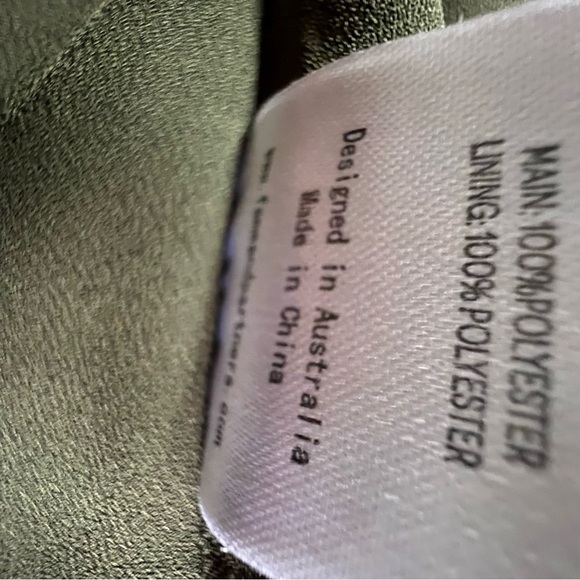 MAIN: 100%POLYESTER
LINING: 100% POLYESTER
Designed in Australia
Made in China